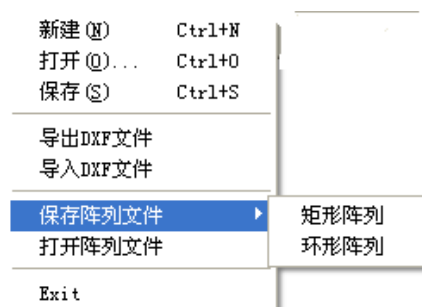 新建(N) Ctrl+N
打开(O)... Ctrl+O
保存(S) Ctrl+S
导出DXF文件
导入DXF文件
保存阵列文件
矩形阵列
打开阵列文件
环形阵列
Exit